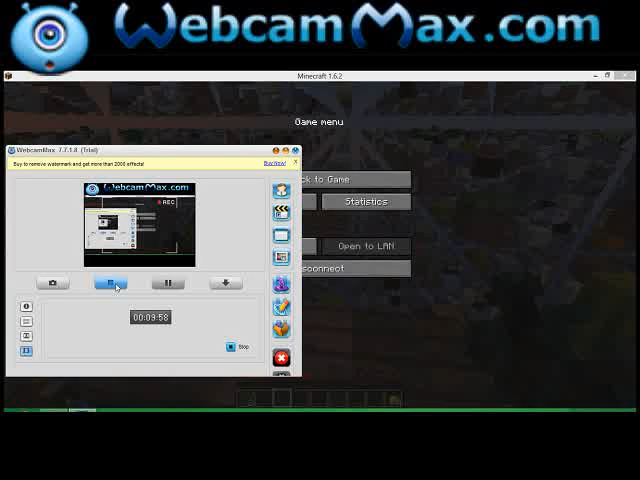 WebcamMax.com
Minecraft 1.6.2
Game menu
WebcamMax 7.7.1.8 (Trial)
Buy to remove watermark and get more than 2000 effects!
Buy Now!
x
ck to Game
WebcamMax.com
REC
Statistics
Open to LAN
sconnect
00:09:58
Stop